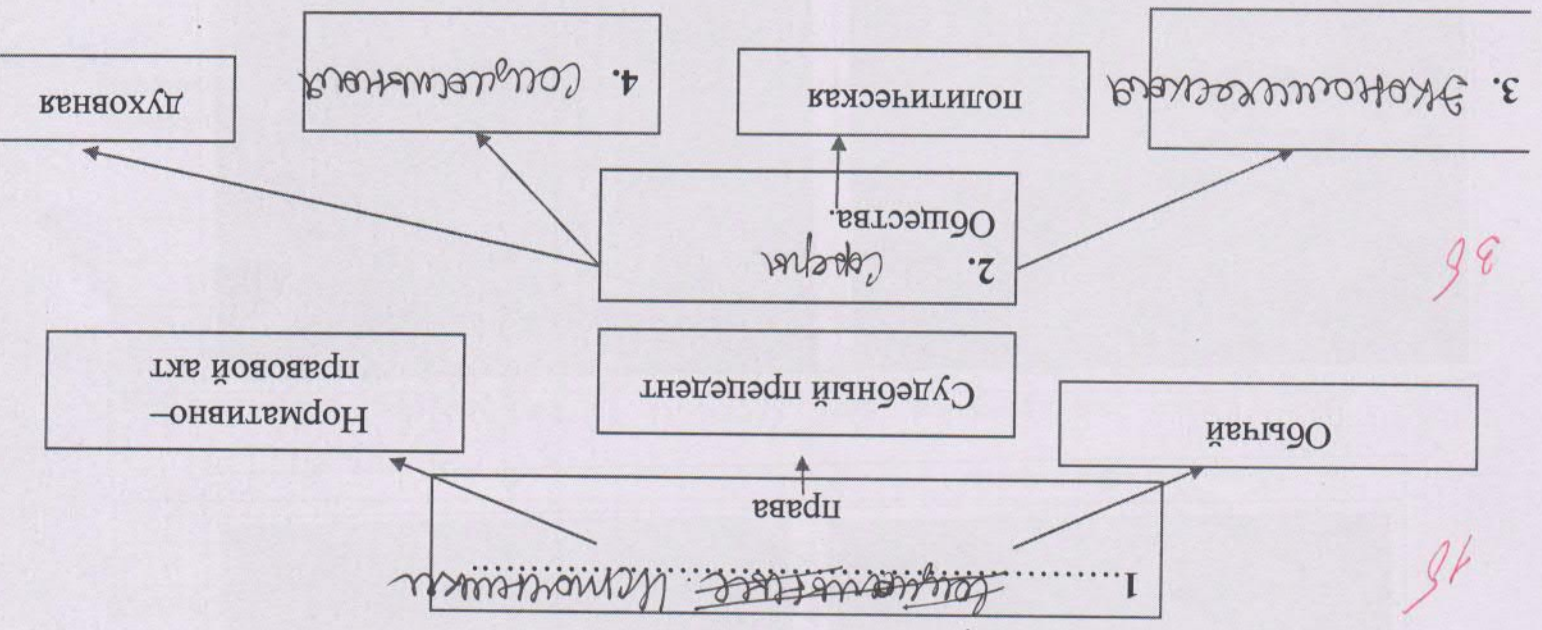 1. ~~Социальные~~ Источники
права
1б
Обычай
Судебный прецедент
Нормативно–
правовой акт
2. Сферы
Общества.
3б
3. Экономическая
политическая
4. Социальная
духовная